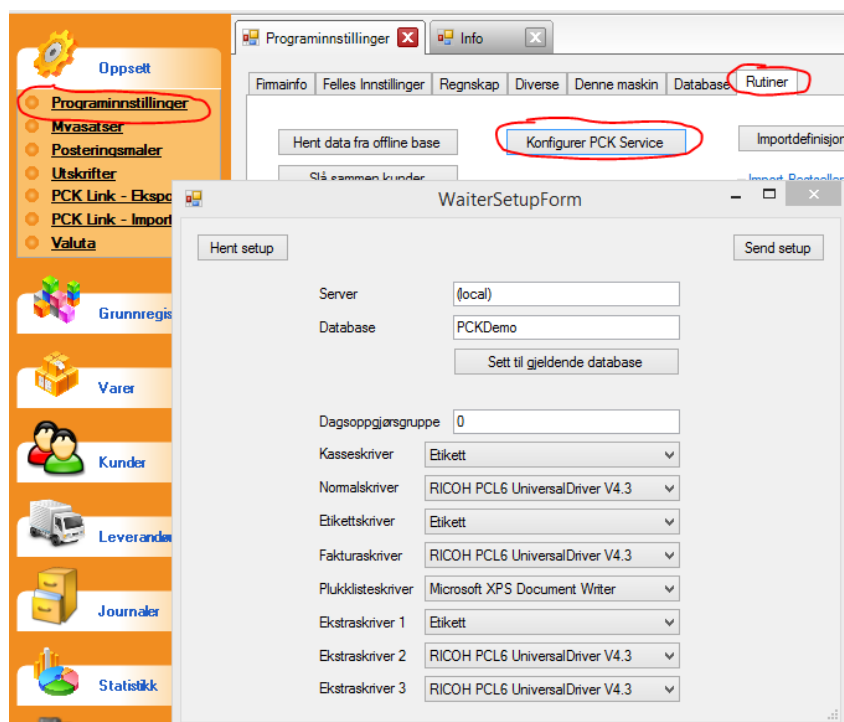 Oppsett
Programinnstillinger
Mvasatser
Posteringsmaler
Utskrifter
PCK Link - Ekspo
PCK Link - Import
Valuta
Grunnregis
Varer
Kunder
Leverandø
Journaler
Statistikk
Programinnstillinger
Info
Firmainfo
Felles Innstillinger
Regnskap
Diverse
Denne maskin
Database
Rutiner
Hent data fra offline base
Konfigurer PCK Service
Importdefinisjon
Slå sammen kunder
WaiterSetupForm
Hent setup
Send setup
Server (local)
Database PCKDemo
Sett til gjeldende database
Dagsoppgjørsgruppe 0
Kasseskriver Etikett
Normalskriver RICOH PCL6 UniversalDriver V4.3
Etikettskriver Etikett
Fakturaskriver RICOH PCL6 UniversalDriver V4.3
Plukklisteskriver Microsoft XPS Document Writer
Ekstraskriver 1 Etikett
Ekstraskriver 2 RICOH PCL6 UniversalDriver V4.3
Ekstraskriver 3 RICOH PCL6 UniversalDriver V4.3